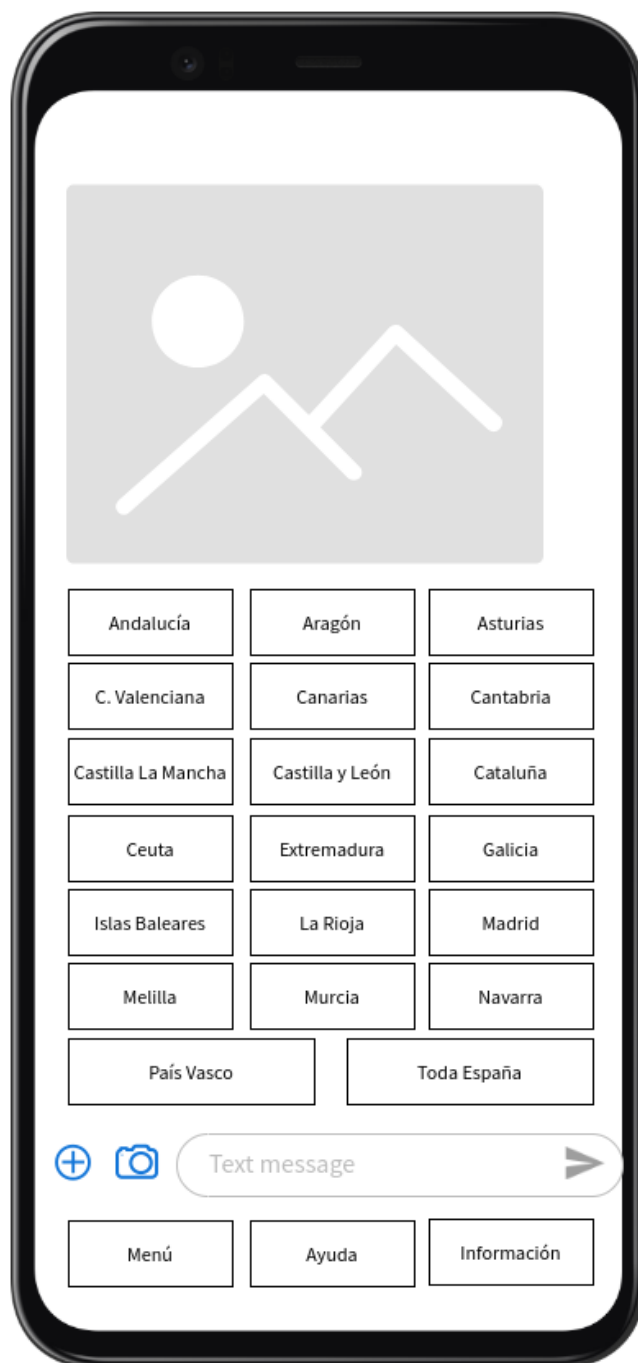 Andalucía
Aragón
Asturias
C. Valenciana
Canarias
Cantabria
Castilla La Mancha
Castilla y León
Cataluña
Ceuta
Extremadura
Galicia
Islas Baleares
La Rioja
Madrid
Melilla
Murcia
Navarra
País Vasco
Toda España
Text message
Menú
Ayuda
Información